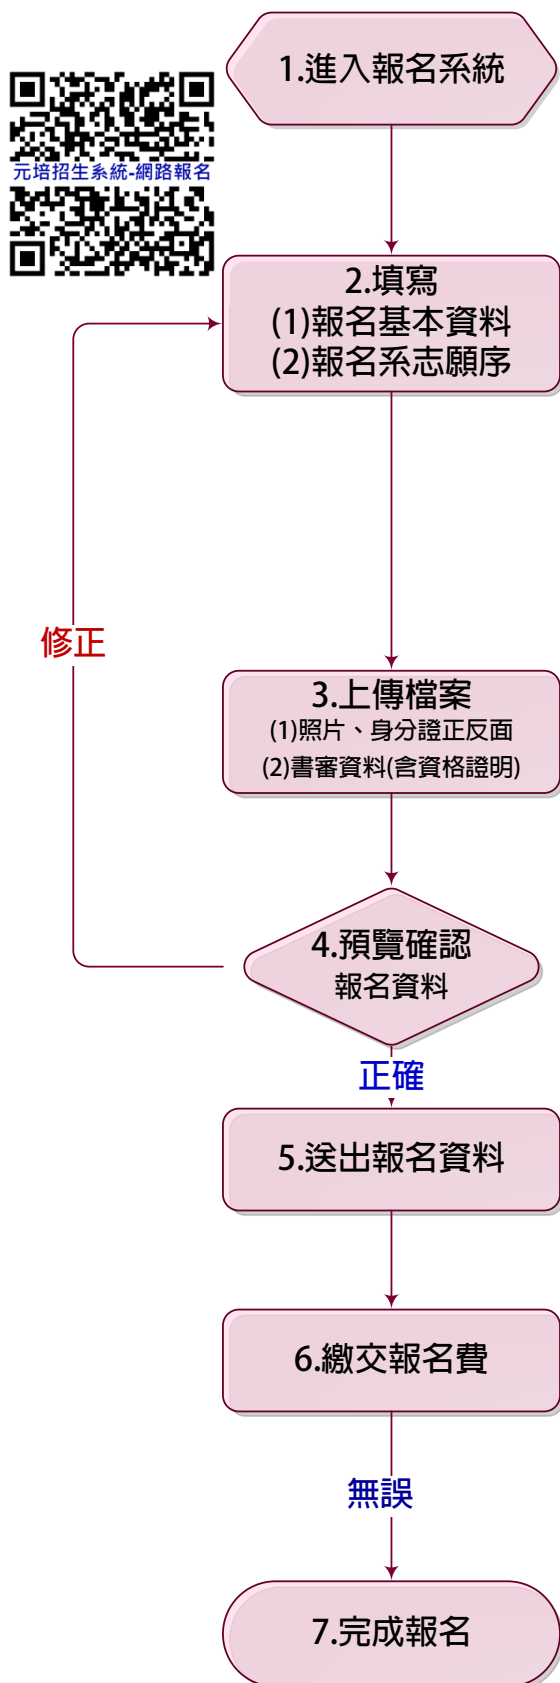 1.進入報名系統
元培招生系統-網路報名
2.填寫
(1)報名基本資料
(2)報名系志願序
修正
3.上傳檔案
(1)照片、身分證正反面
(2)書審資料(含資格證明)
4.預覽確認
報名資料
正確
5.送出報名資料
6.繳交報名費
無誤
7.完成報名